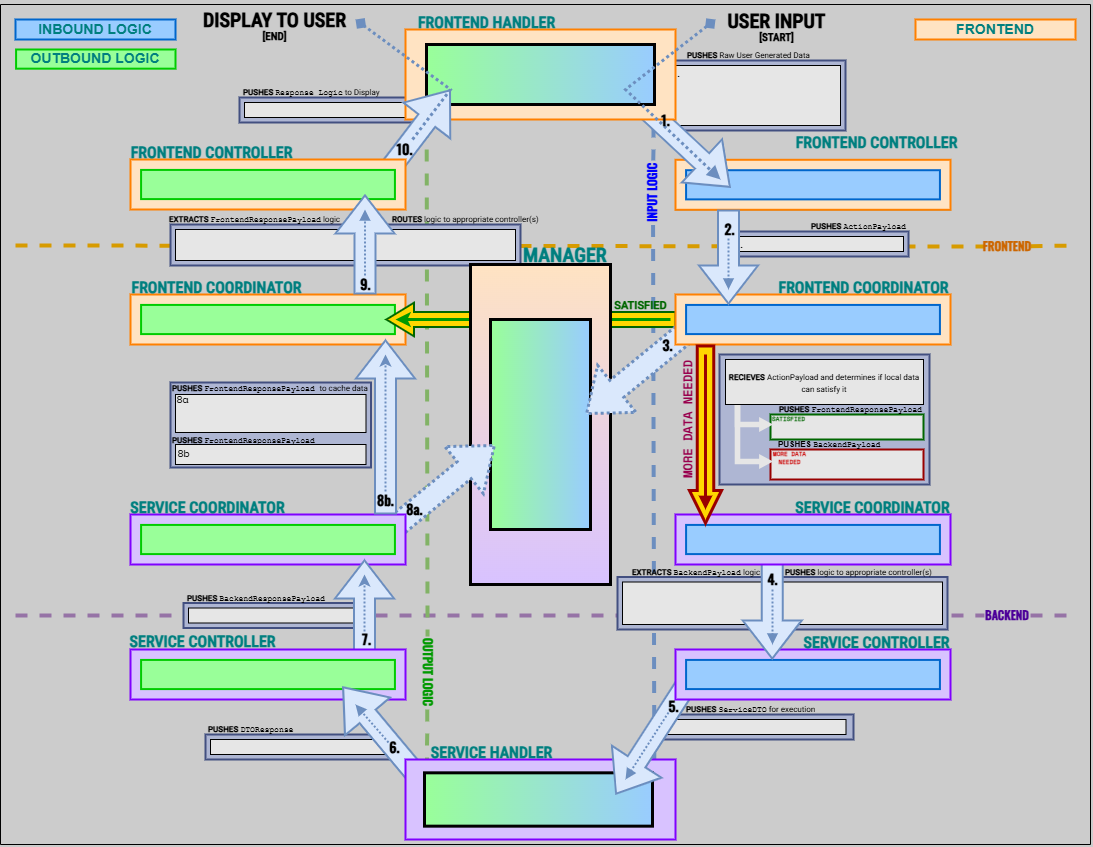 INBOUND LOGIC
OUTBOUND LOGIC
DISPLAY TO USER
[END]
FRONTEND HANDLER
USER INPUT
[START]
FRONTEND
PUSHES Raw User Generated Data
PUSHES Response Logic to Display
1.
10.
FRONTEND CONTROLLER
FRONTEND CONTROLLER
INPUT LOGIC
EXTRACTS FrontendResponsePayload logic
ROUTES logic to appropriate controller(s)
2.
PUSHES ActionPayload
FRONTEND
MANAGER
9.
FRONTEND COORDINATOR
FRONTEND COORDINATOR
SATISFIED
3.
MORE DATA NEEDED
RECIEVES ActionPayload and determines if local data
can satisfy it
PUSHES FrontendResponsePayload
SATISFIED
PUSHES BackendPayload
MORE DATA
NEEDED
PUSHES FrontendResponsePayload to cache data
8a
PUSHES FrontendResponsePayload
8b
8b.
8a.
SERVICE COORDINATOR
SERVICE COORDINATOR
EXTRACTS BackendPayload logic
4.
PUSHES logic to appropriate controller(s)
PUSHES BackendResponsePayload
BACKEND
7.
SERVICE CONTROLLER
SERVICE CONTROLLER
OUTPUT LOGIC
5.
PUSHES ServiceDTO for execution
PUSHES DTOResponse
6.
SERVICE HANDLER